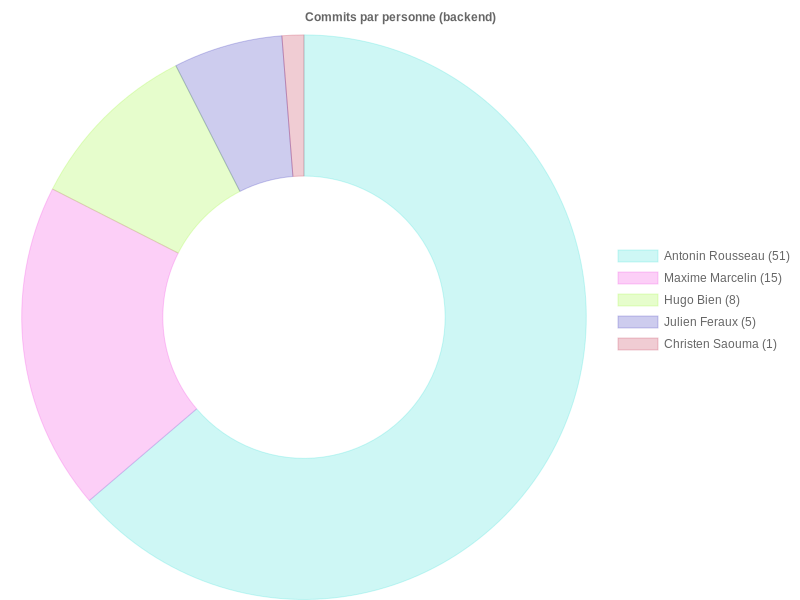 Commits par personne (backend)
Antonin Rousseau (51)
Maxime Marcelin (15)
Hugo Bien (8)
Julien Feraux (5)
Christen Saouma (1)